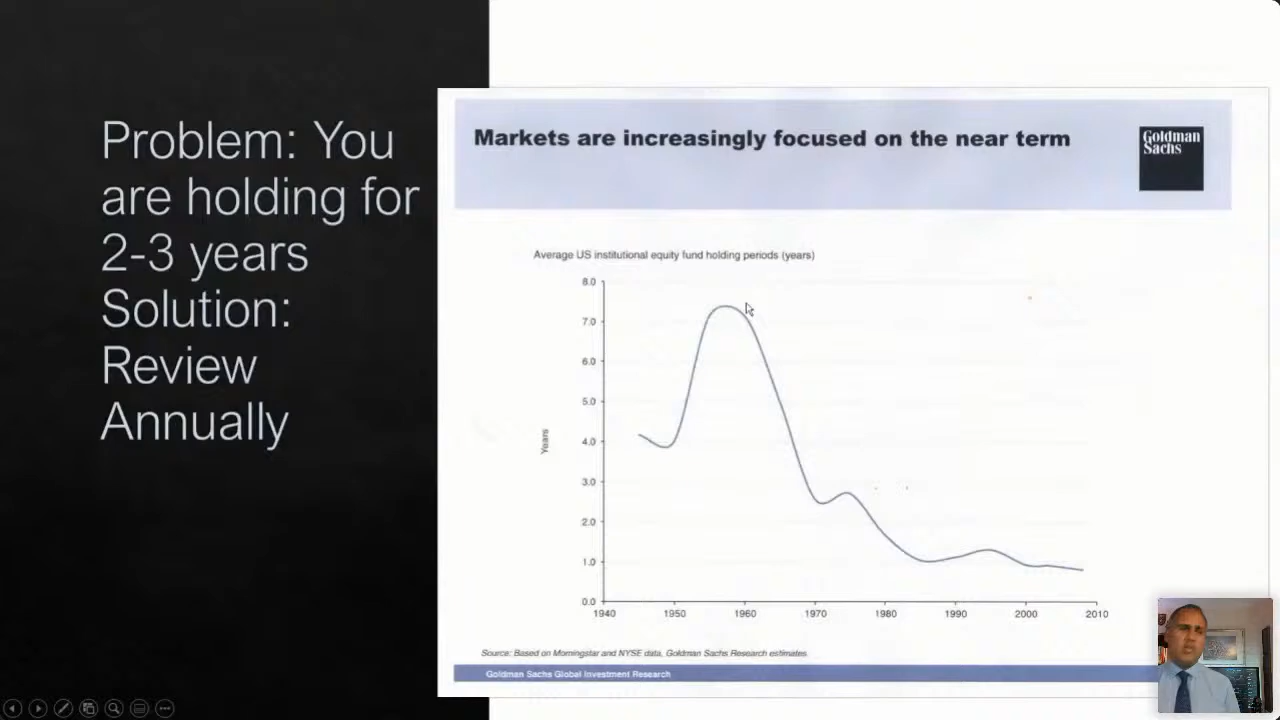 Problem: You
are holding for
2-3 years
Solution:
Review
Annually
Markets are increasingly focused on the near term
Goldman
Sachs
Average US institutional equity fund holding periods (years)
8.0
7.0
6.0
5.0
4.0
3.0
2.0
1.0
0.0
Years
1940 1950 1960 1970 1980 1990 2000 2010
Source: Based on Morningstar and NYSE data, Goldman Sachs Research estimates.
Goldman Sachs Global Investment Research